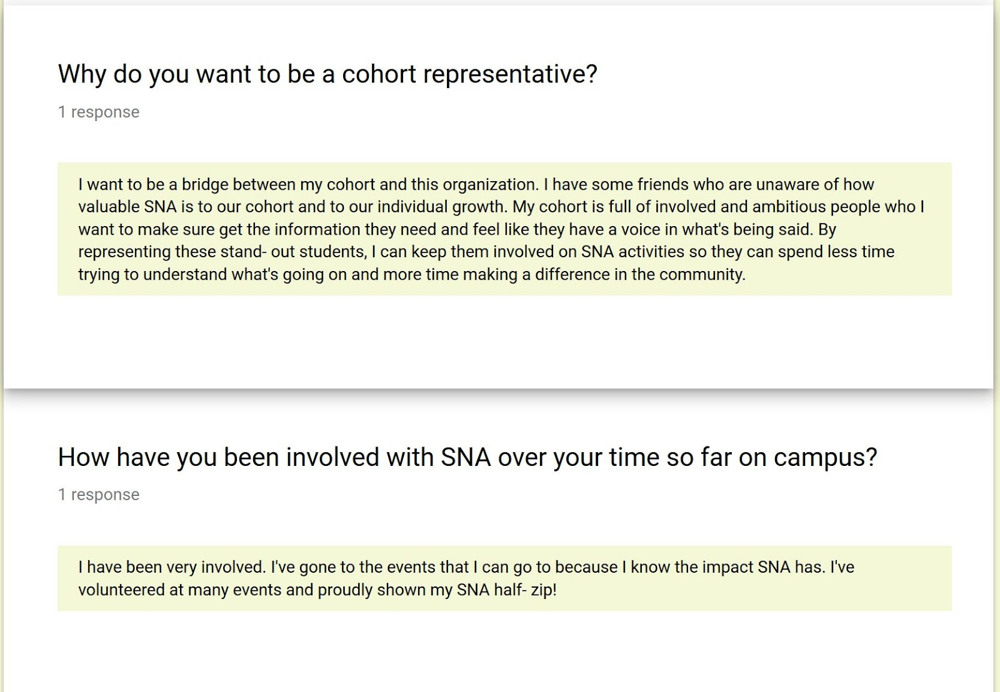 Why do you want to be a cohort representative?
1 response
I want to be a bridge between my cohort and this organization. I have some friends who are unaware of how
valuable SNA is to our cohort and to our individual growth. My cohort is full of involved and ambitious people who I
want to make sure get the information they need and feel like they have a voice in what's being said. By
representing these stand- out students, I can keep them involved on SNA activities so they can spend less time
trying to understand what's going on and more time making a difference in the community.
How have you been involved with SNA over your time so far on campus?
1 response
I have been very involved. I've gone to the events that I can go to because I know the impact SNA has. I've
volunteered at many events and proudly shown my SNA half- zip!